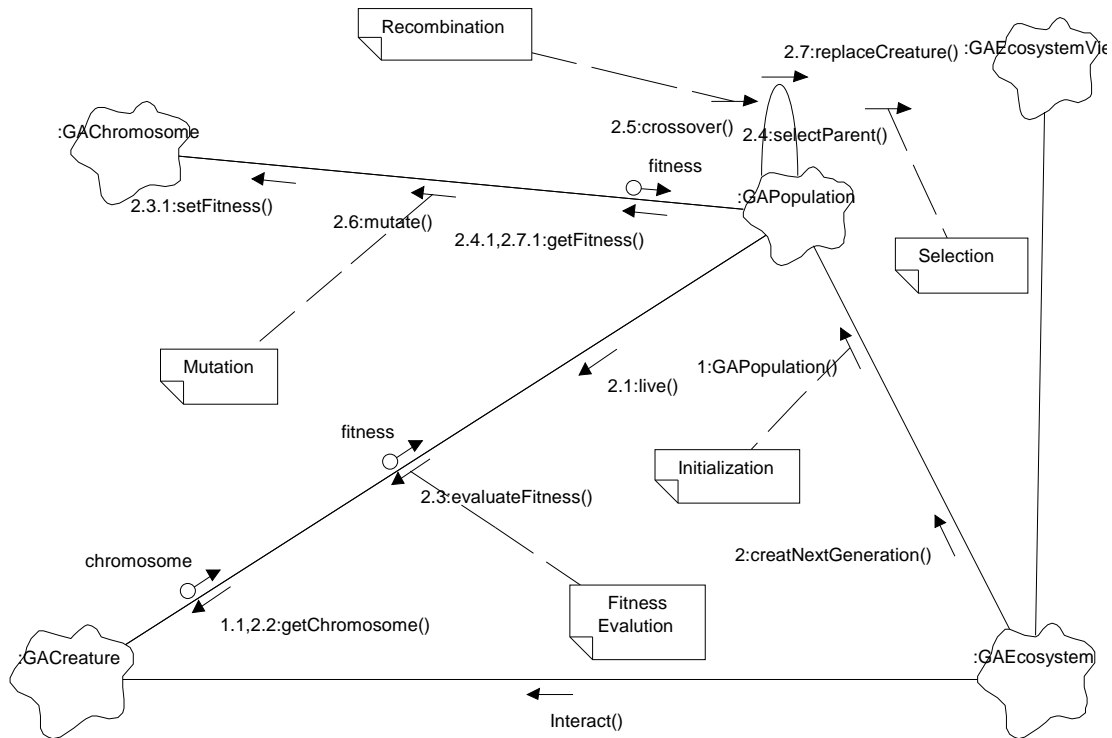 Recombination
2.7:replaceCreature()
:GAEcosystemVie
:GAChromosome
2.5:crossover()
2.4:selectParent()
fitness
:GAPopulation
2.3.1:setFitness()
2.6:mutate()
2.4.1,2.7.1:getFitness()
Selection
Mutation
2.1:live()
1:GAPopulation()
fitness
Initialization
2.3:evaluateFitness()
chromosome
2:creatNextGeneration()
1.1,2.2:getChromosome()
Fitness
Evalution
:GACreature
:GAEcosystem
Interact()